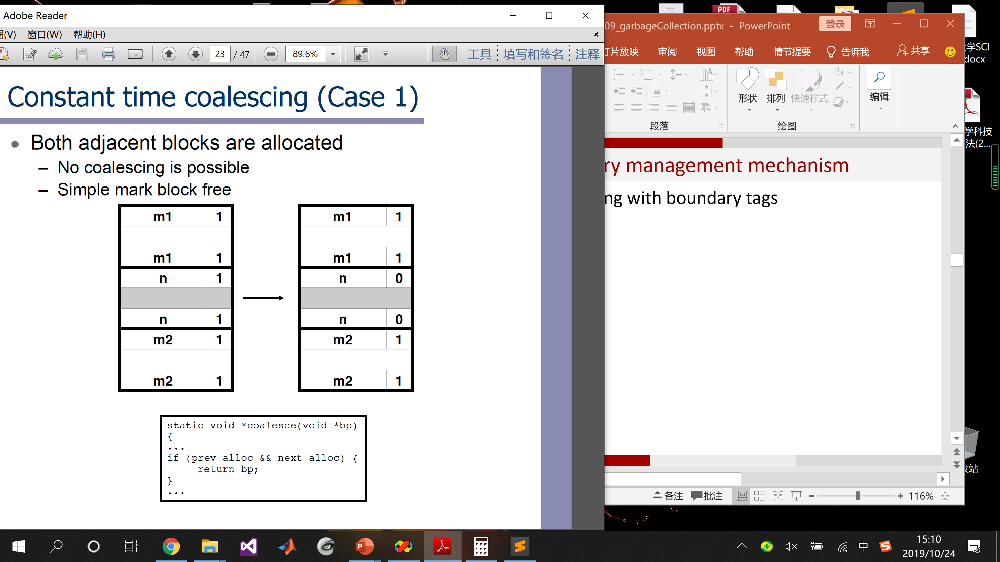 Adobe Reader
图(V) 窗口(W) 帮助(H)
23 / 47
89.6%
工具
填写和签名
注释
Constant time coalescing (Case 1)
Both adjacent blocks are allocated
– No coalescing is possible
– Simple mark block free
m1 1
m1 1
n 1
n 1
m2 1
m2 1
m1 1
m1 1
n 0
n 0
m2 1
m2 1
static void *coalesce(void *bp)
{
...
if (prev_alloc && next_alloc) {
return bp;
}
...
09_garbageCollection.pptx - PowerPoint
登录
灯片放映 审阅 视图 帮助 情节提要 告诉我 共享
形状
排列
快速样式
编辑
段落
绘图
ry management mechanism
ng with boundary tags
备注
批注
116%
PDF
学SCI
docx
学科技
法(2...
收站
中
15:10
2019/10/24